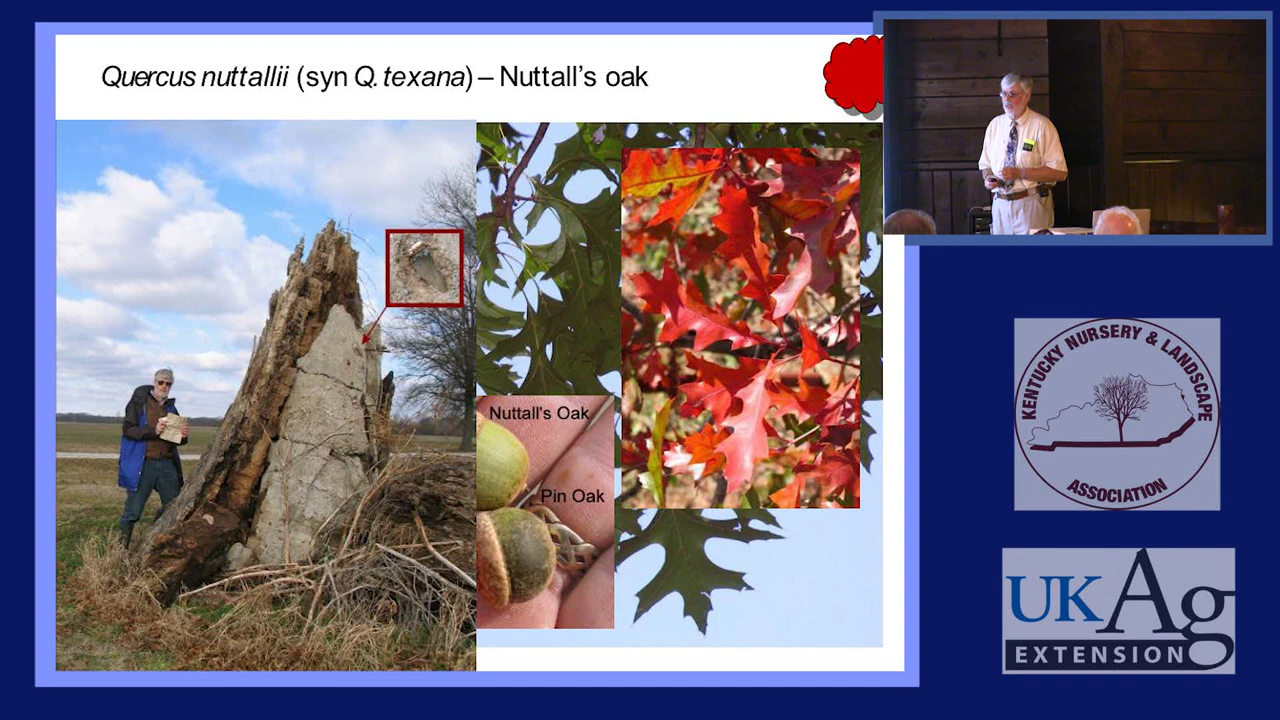 Quercus nuttallii (syn Q. texana) – Nuttall's oak
Nuttall's Oak
Pin Oak
KENTUCKY NURSERY & LANDSCAPE
ASSOCIATION
UKAg
EXTENSION